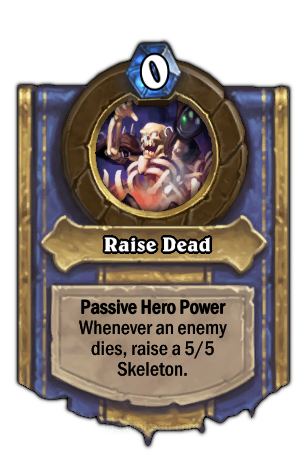 0
Raise Dead
Passive Hero Power
Whenever an enemy
dies, raise a 5/5
Skeleton.